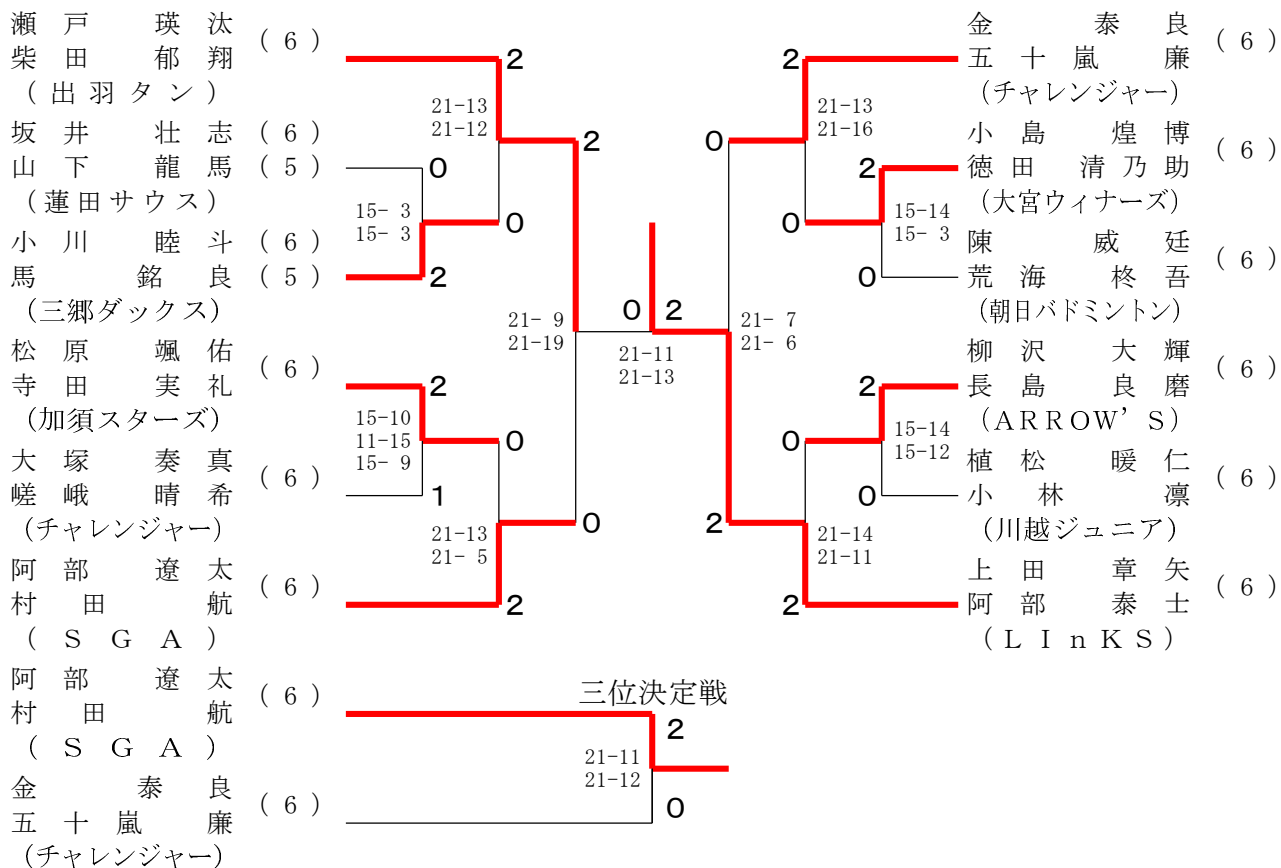 瀬戸 瑛汰
柴田 郁翔
(6)
(出羽タン)
坂井 壮志 (6)
山下 龍馬 (5)
(蓮田サウス)
小川 睦斗 (6)
馬 銘良 (5)
(三郷ダックス)
松原 颯佑
寺田 実礼
(6)
(加須スターズ)
大塚 奏真
嵯峨 晴希
(6)
(チャレンジャー)
阿部 遼太
村田 航
(6)
(SGA)
2
21-13
21-12
0
15- 3
15- 3
0
2
2
21- 9
21-19
2
15-10
11-15
15- 9
0
1
21-13
21- 5
0
2
0 2
21-11
21-13
金 泰良
五十嵐 廉
(6)
(チャレンジャー)
小島 煌博
徳田 清乃助
(6)
(大宮ウィナーズ)
陳 威廷
荒海 柊吾
(6)
(朝日バドミントン)
柳沢 大輝
長島 良磨
(6)
(ARROW'S)
植松 暖仁
小林 凛
(6)
(川越ジュニア)
上田 章矢
阿部 泰士
(6)
(LInKS)
2
21-13
21-16
0
2
0
15-14
15- 3
0
21- 7
21- 6
2
0
15-14
15-12
0
2
21-14
21-11
2
三位決定戦
阿部 遼太
村田 航
(6)
(SGA)
2
21-11
21-12
0
金 泰良
五十嵐 廉
(6)
(チャレンジャー)